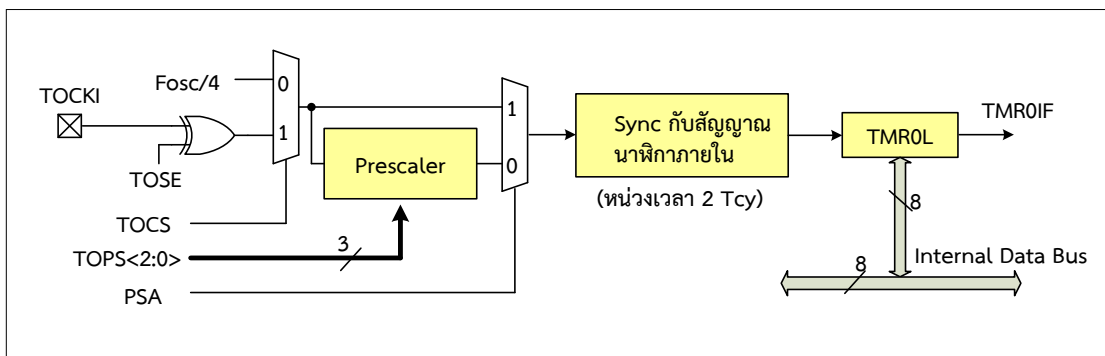 Fosc/4
TOCKI
0
1
TOSE
TOCS
TOPS<2:0>
PSA
Prescaler
3
1
0
Sync กับสัญญาณ
นาฬิกาภายใน
(หน่วงเวลา 2 Tcy)
TMR0L
TMR0IF
8
Internal Data Bus
8